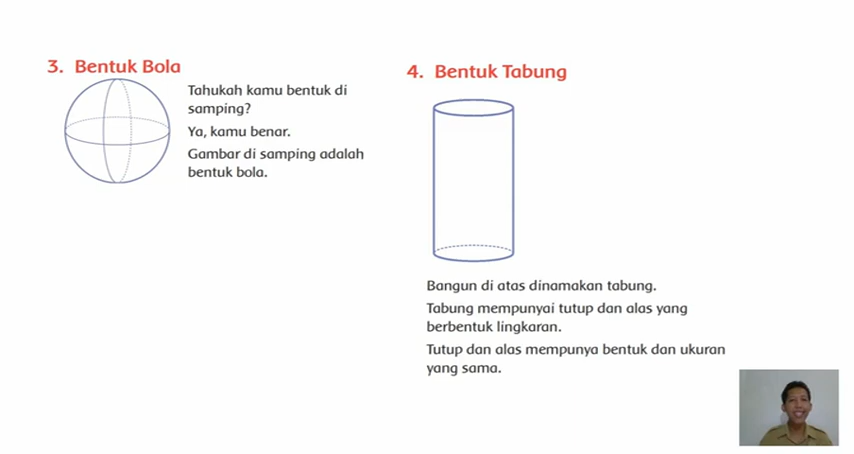 3. Bentuk Bola
Tahukah kamu bentuk di
samping?
Ya, kamu benar.
Gambar di samping adalah
bentuk bola.
4. Bentuk Tabung
Bangun di atas dinamakan tabung.
Tabung mempunyai tutup dan alas yang
berbentuk lingkaran.
Tutup dan alas mempunya bentuk dan ukuran
yang sama.